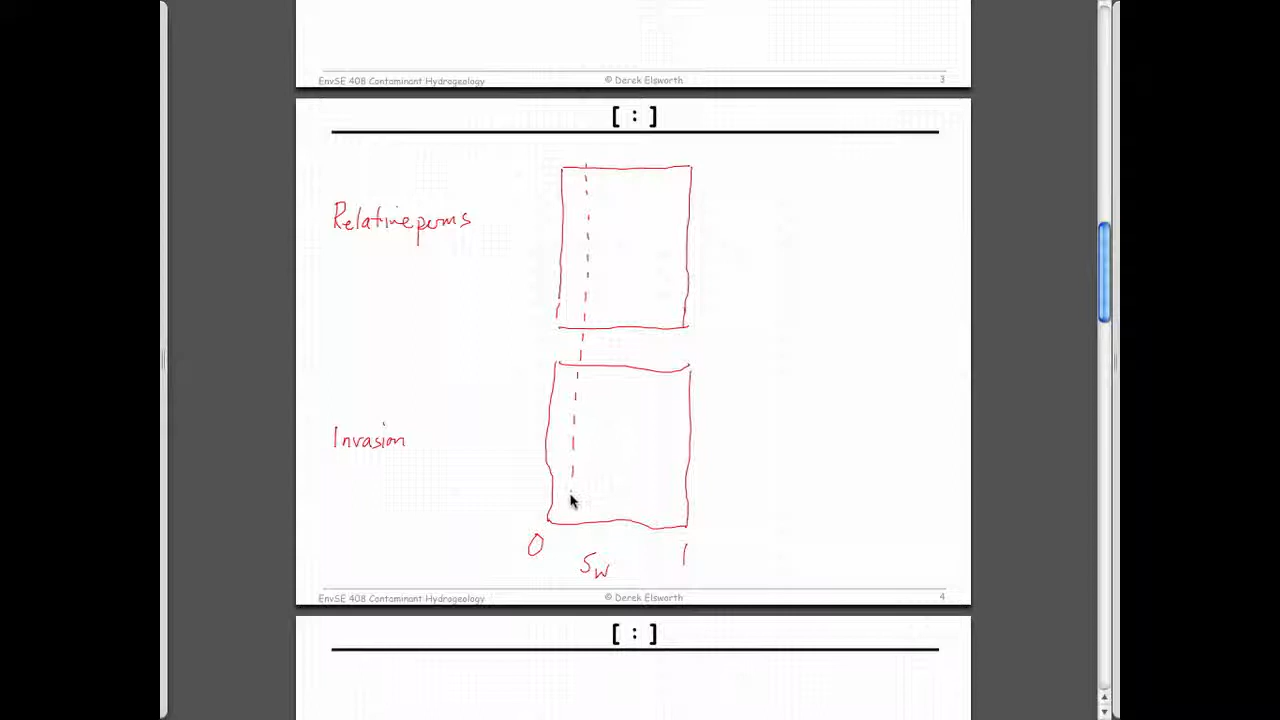 EnvSE 408 Contaminant Hydrogeology © Derek Elsworth 3
[ : ]
Relative perms
Invasion
0 1
Sw
EnvSE 408 Contaminant Hydrogeology © Derek Elsworth 4
[ : ]